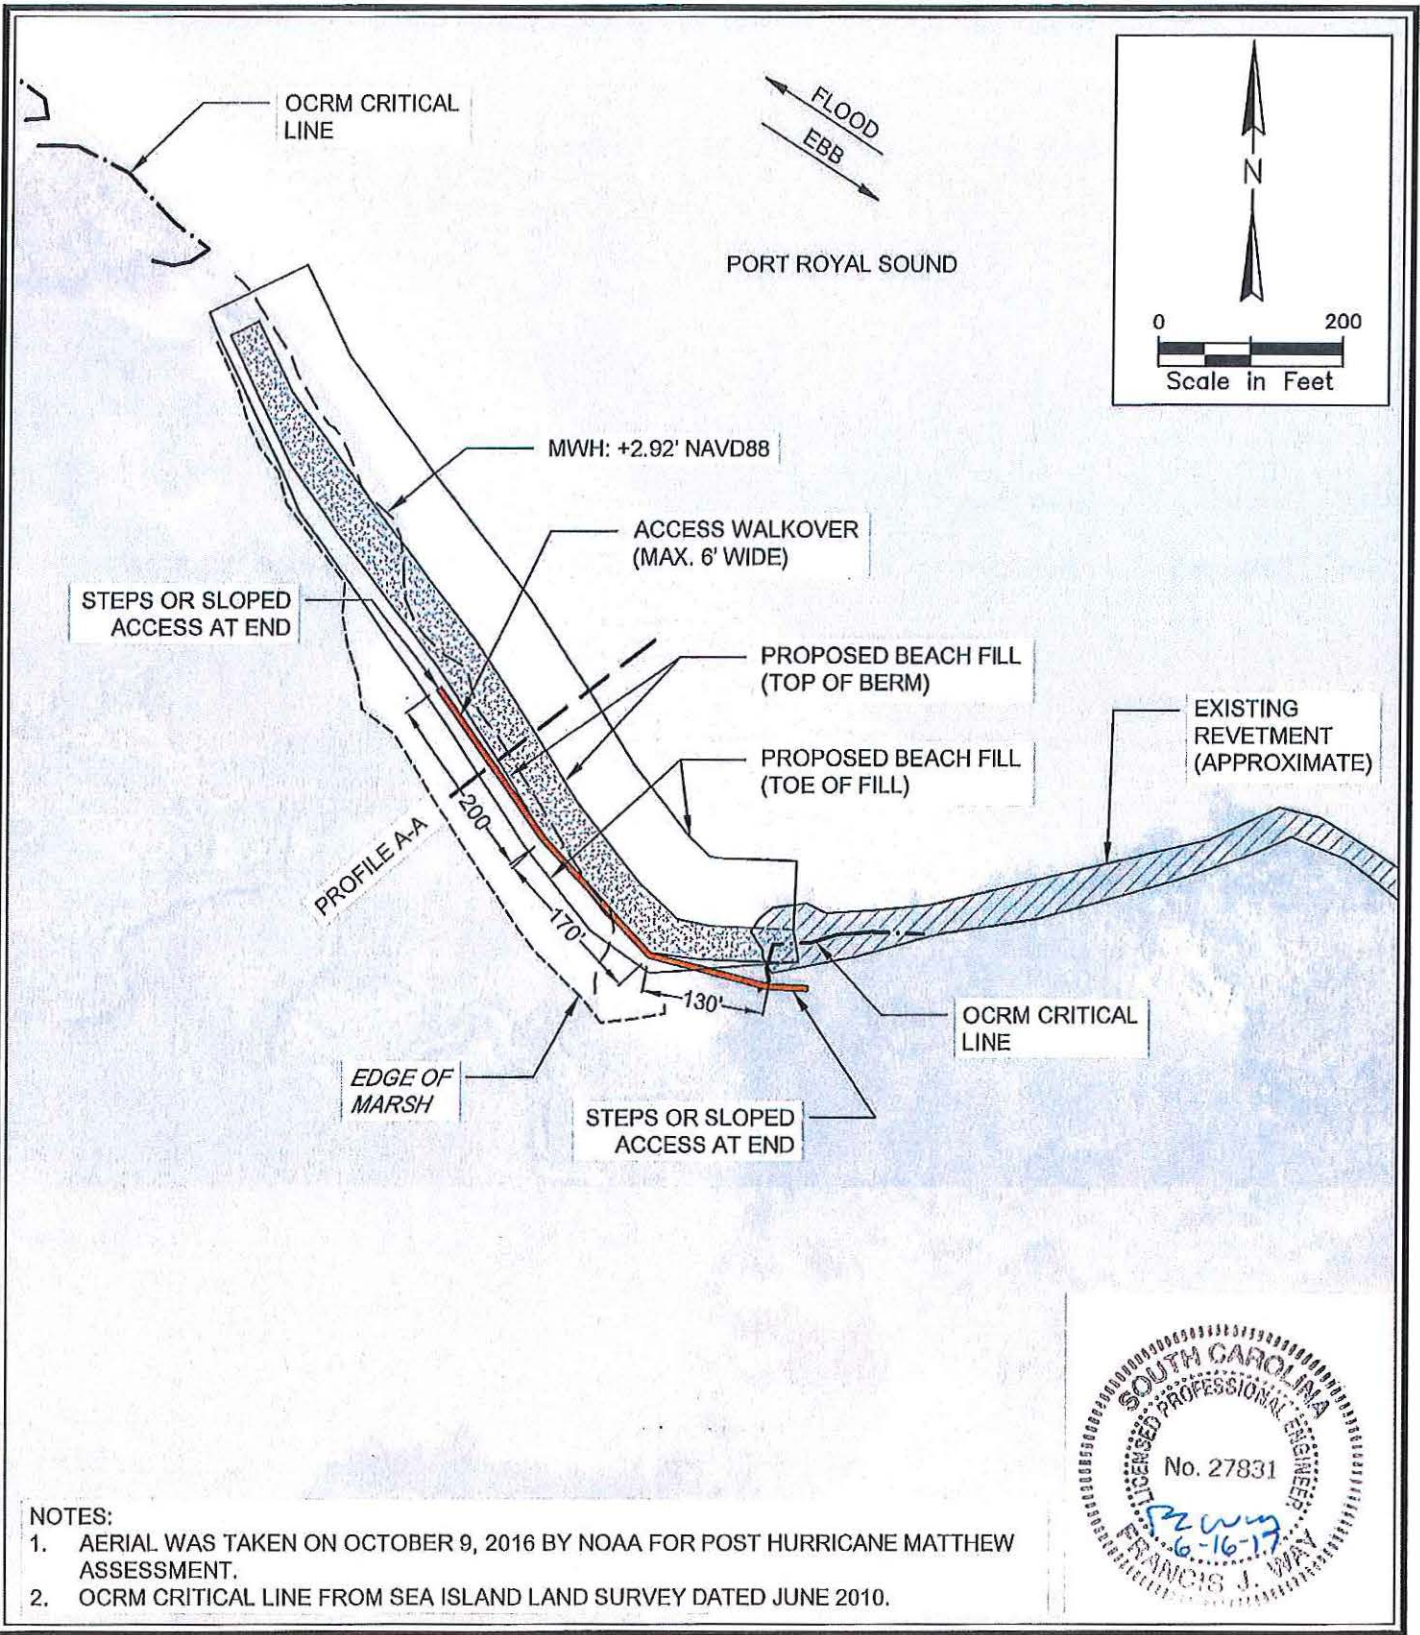 OCRM CRITICAL
LINE
FLOOD
EBB
N
PORT ROYAL SOUND
0 200
Scale in Feet
MWH: +2.92' NAVD88
ACCESS WALKOVER
(MAX. 6' WIDE)
STEPS OR SLOPED
ACCESS AT END
PROPOSED BEACH FILL
(TOP OF BERM)
EXISTING
REVETMENT
(APPROXIMATE)
PROPOSED BEACH FILL
(TOE OF FILL)
200
PROFILE A-A
170'
130'
OCRM CRITICAL
LINE
EDGE OF
MARSH
STEPS OR SLOPED
ACCESS AT END
SOUTH CAROLINA
LICENSED PROFESSIONAL ENGINEER
No. 27831
6-16-17
FRANCIS J. WAY
NOTES:
1. AERIAL WAS TAKEN ON OCTOBER 9, 2016 BY NOAA FOR POST HURRICANE MATTHEW
ASSESSMENT.
2. OCRM CRITICAL LINE FROM SEA ISLAND LAND SURVEY DATED JUNE 2010.